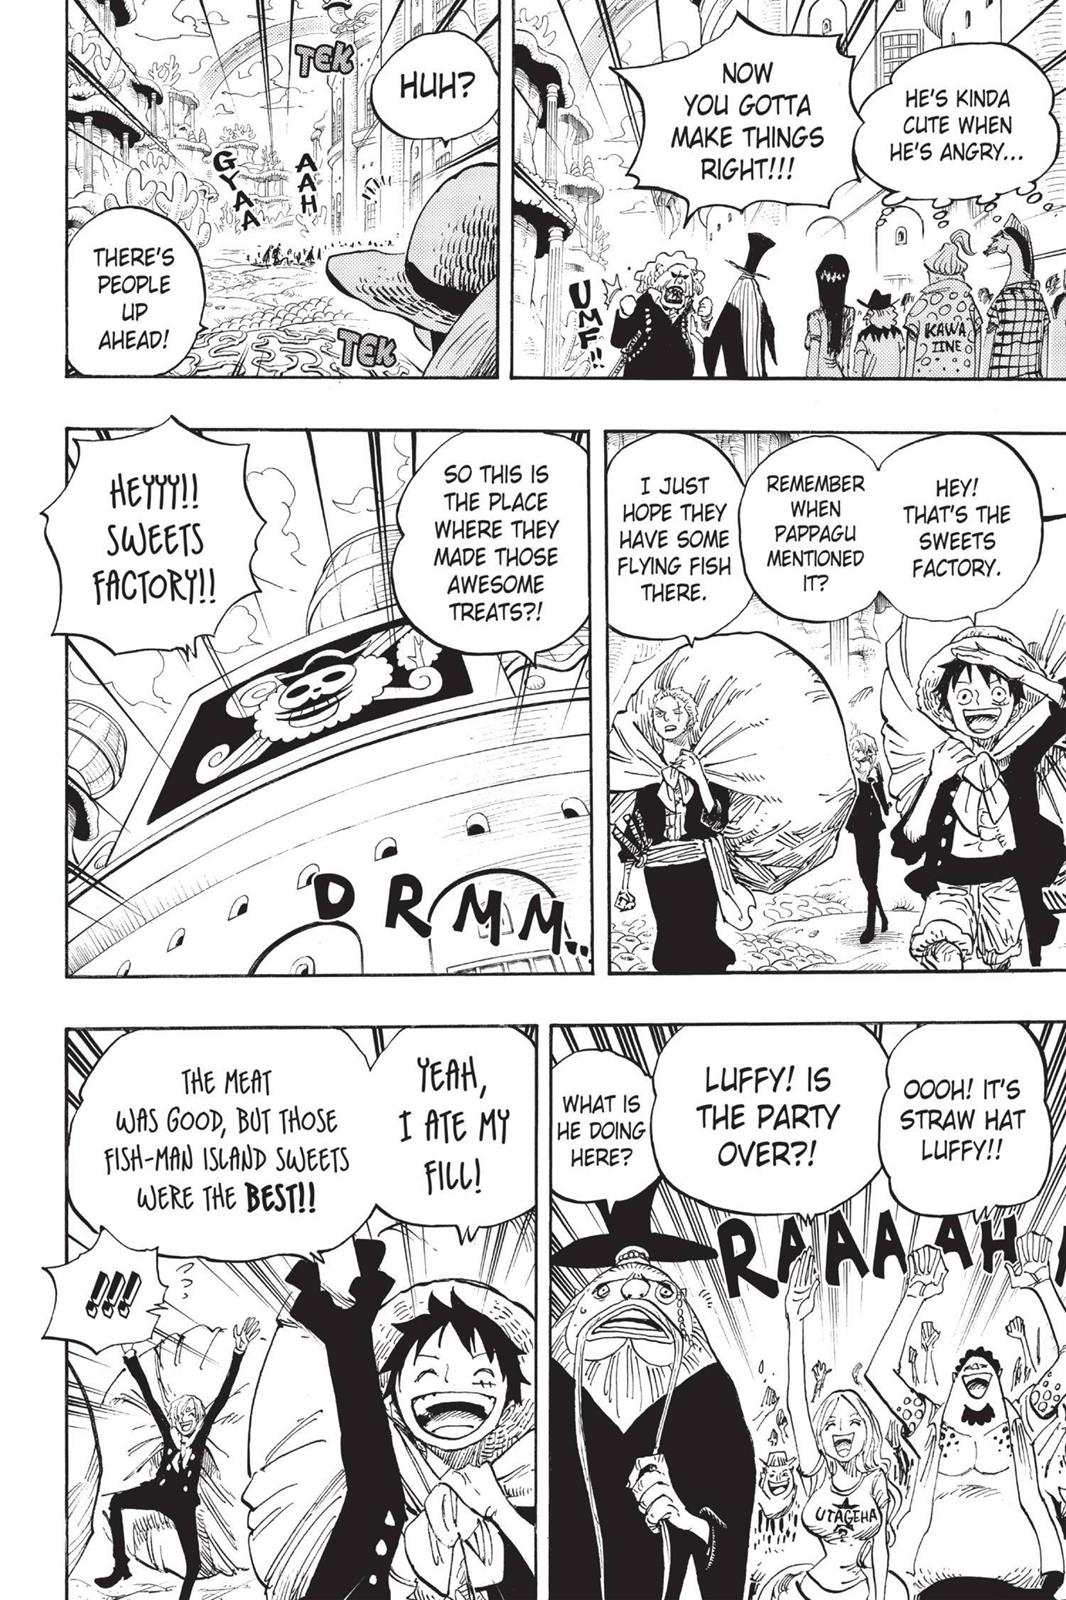 HE'S KINDA
CUTE WHEN
HE'S ANGRY...
NOW
YOU GOTTA
MAKE THINGS
RIGHT!!!
UMF!!
KAWA
IINE
HUH?
TEK
AAH
GYAA
TEK
THERE'S
PEOPLE
UP
AHEAD!
HEY!
THAT'S THE
SWEETS
FACTORY.
REMEMBER
WHEN
PAPPAGU
MENTIONED
IT?
I JUST
HOPE THEY
HAVE SOME
FLYING FISH
THERE.
SO THIS IS
THE PLACE
WHERE THEY
MADE THOSE
AWESOME
TREATS?!
HEYYY!!
SWEETS
FACTORY!!
DRMM...
OOOH! IT'S
STRAW HAT
LUFFY!!
LUFFY! IS
THE PARTY
OVER?!
WHAT IS
HE DOING
HERE?
RAAAAH
UTAGEHA
YEAH,
I ATE MY
FILL!
THE MEAT
WAS GOOD, BUT THOSE
FISH-MAN ISLAND SWEETS
WERE THE BEST!!
!!!